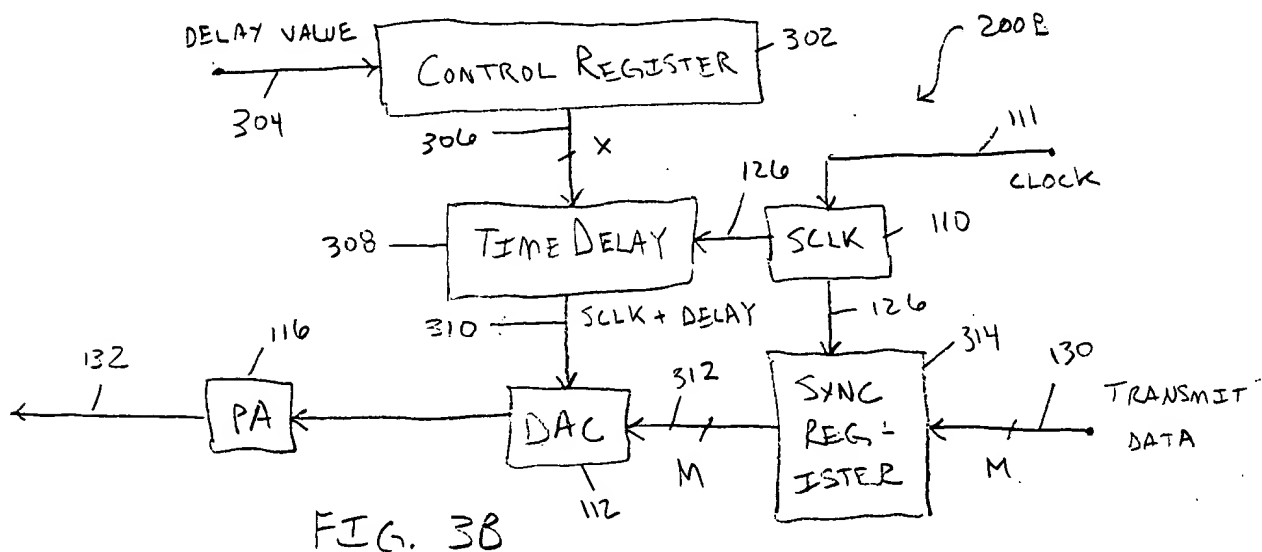 DELAY VALUE
304
CONTROL REGISTER
302
200B
306
X
111
CLOCK
126
308
TIME DELAY
SCLK
110
310
SCLK + DELAY
126
132
116
PA
DAC
112
312
M
SYNC
REG-
ISTER
314
130
M
TRANSMIT
DATA
FIG. 3B